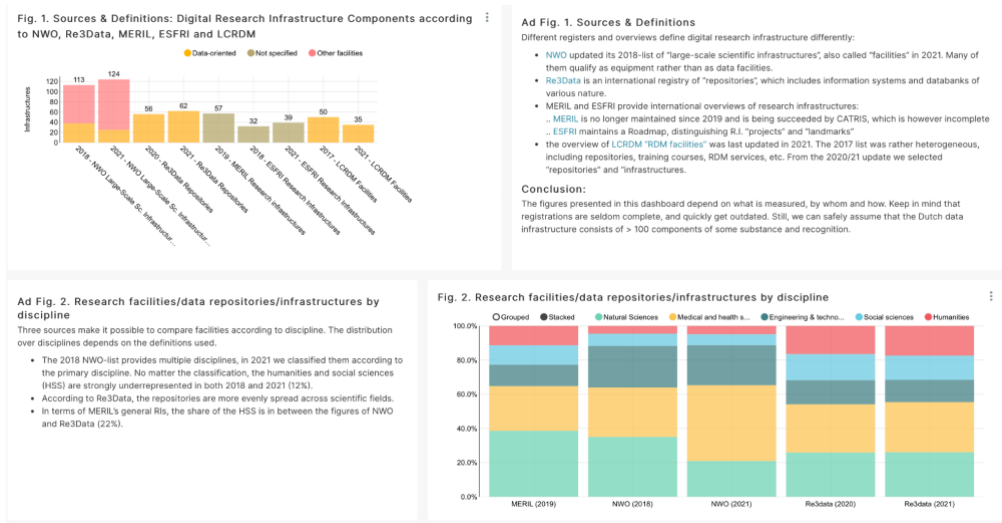 Fig. 1. Sources & Definitions: Digital Research Infrastructure Components according
to NWO, Re3Data, MERIL, ESFRI and LCRDM
Data-oriented
Not specified
Other facilities
Infrastructures
120
100
80
60
40
20
0
113
124
56
62
57
32
39
50
35
2018 - NWO Large-Scale Sc. Infrastructur...
2021 - NWO Large-Scale Sc. Infrastructur...
2020 - Re3Data Repositories
2021 - Re3Data Repositories
2019 - MERIL Research infrastructures
2018 - ESFRI Research Infrastructures
2021 - ESFRI Research Infrastructures
2017 - LCRDM Facilities
2021 - LCRDM Facilities
Ad Fig. 1. Sources & Definitions
Different registers and overviews define digital research infrastructure differently:
• NWO updated its 2018-list of "large-scale scientific infrastructures", also called "facilities" in 2021. Many of
them qualify as equipment rather than as data facilities.
• Re3Data is an international registry of "repositories", which includes information systems and databanks of
various nature.
• MERIL and ESFRI provide international overviews of research infrastructures:
.. MERIL is no longer maintained since 2019 and is being succeeded by CATRIS, which is however incomplete
.. ESFRI maintains a Roadmap, distinguishing R.I. "projects" and "landmarks"
• the overview of LCRDM "RDM facilities" was last updated in 2021. The 2017 list was rather heterogeneous,
including repositories, training courses, RDM services, etc. From the 2020/21 update we selected
"repositories" and "infrastructures.
Conclusion:
The figures presented in this dashboard depend on what is measured, by whom and how. Keep in mind that
registrations are seldom complete, and quickly get outdated. Still, we can safely assume that the Dutch data
infrastructure consists of > 100 components of some substance and recognition.
Ad Fig. 2. Research facilities/data repositories/infrastructures by
discipline
Three sources make it possible to compare facilities according to discipline. The distribution
over disciplines depends on the definitions used.
• The 2018 NWO-list provides multiple disciplines, in 2021 we classified them according to
the primary discipline. No matter the classification, the humanities and social sciences
(HSS) are strongly underrepresented in both 2018 and 2021 (12%).
• According to Re3Data, the repositories are more evenly spread across scientific fields.
• In terms of MERIL's general RIs, the share of the HSS is in between the figures of NWO
and Re3Data (22%).
Fig. 2. Research facilities/data repositories/infrastructures by discipline
Grouped
Stacked
Natural Sciences
Medical and health s...
Engineering & techno...
Social sciences
Humanities
100.0%
80.0%
60.0%
40.0%
20.0%
0.0%
MERIL (2019)
NWO (2018)
NWO (2021)
Re3data (2020)
Re3data (2021)